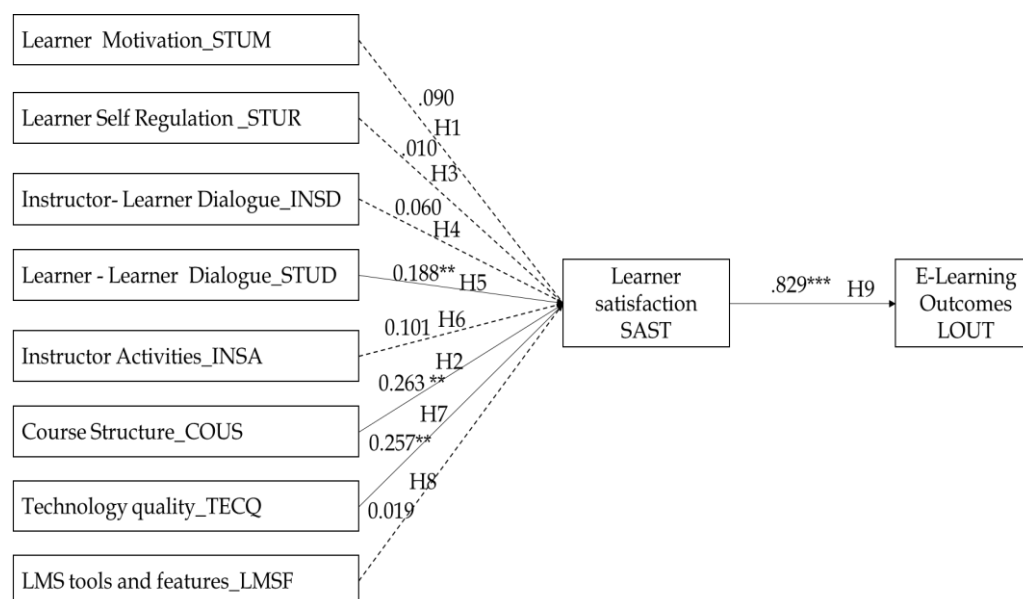 Learner Motivation_STUM
.090
H1
Learner Self Regulation _STUR
.010
H3
Instructor- Learner Dialogue_INSD
0.060
H4
Learner - Learner Dialogue_STUD
0.188**
H5
Learner
satisfaction
SAST
.829***
H9
E-Learning
Outcomes
LOUT
Instructor Activities_INSA
0.101
H6
H2
0.263 **
Course Structure_COUS
H7
0.257**
Technology quality_TECQ
H8
0.019
LMS tools and features_LMSF